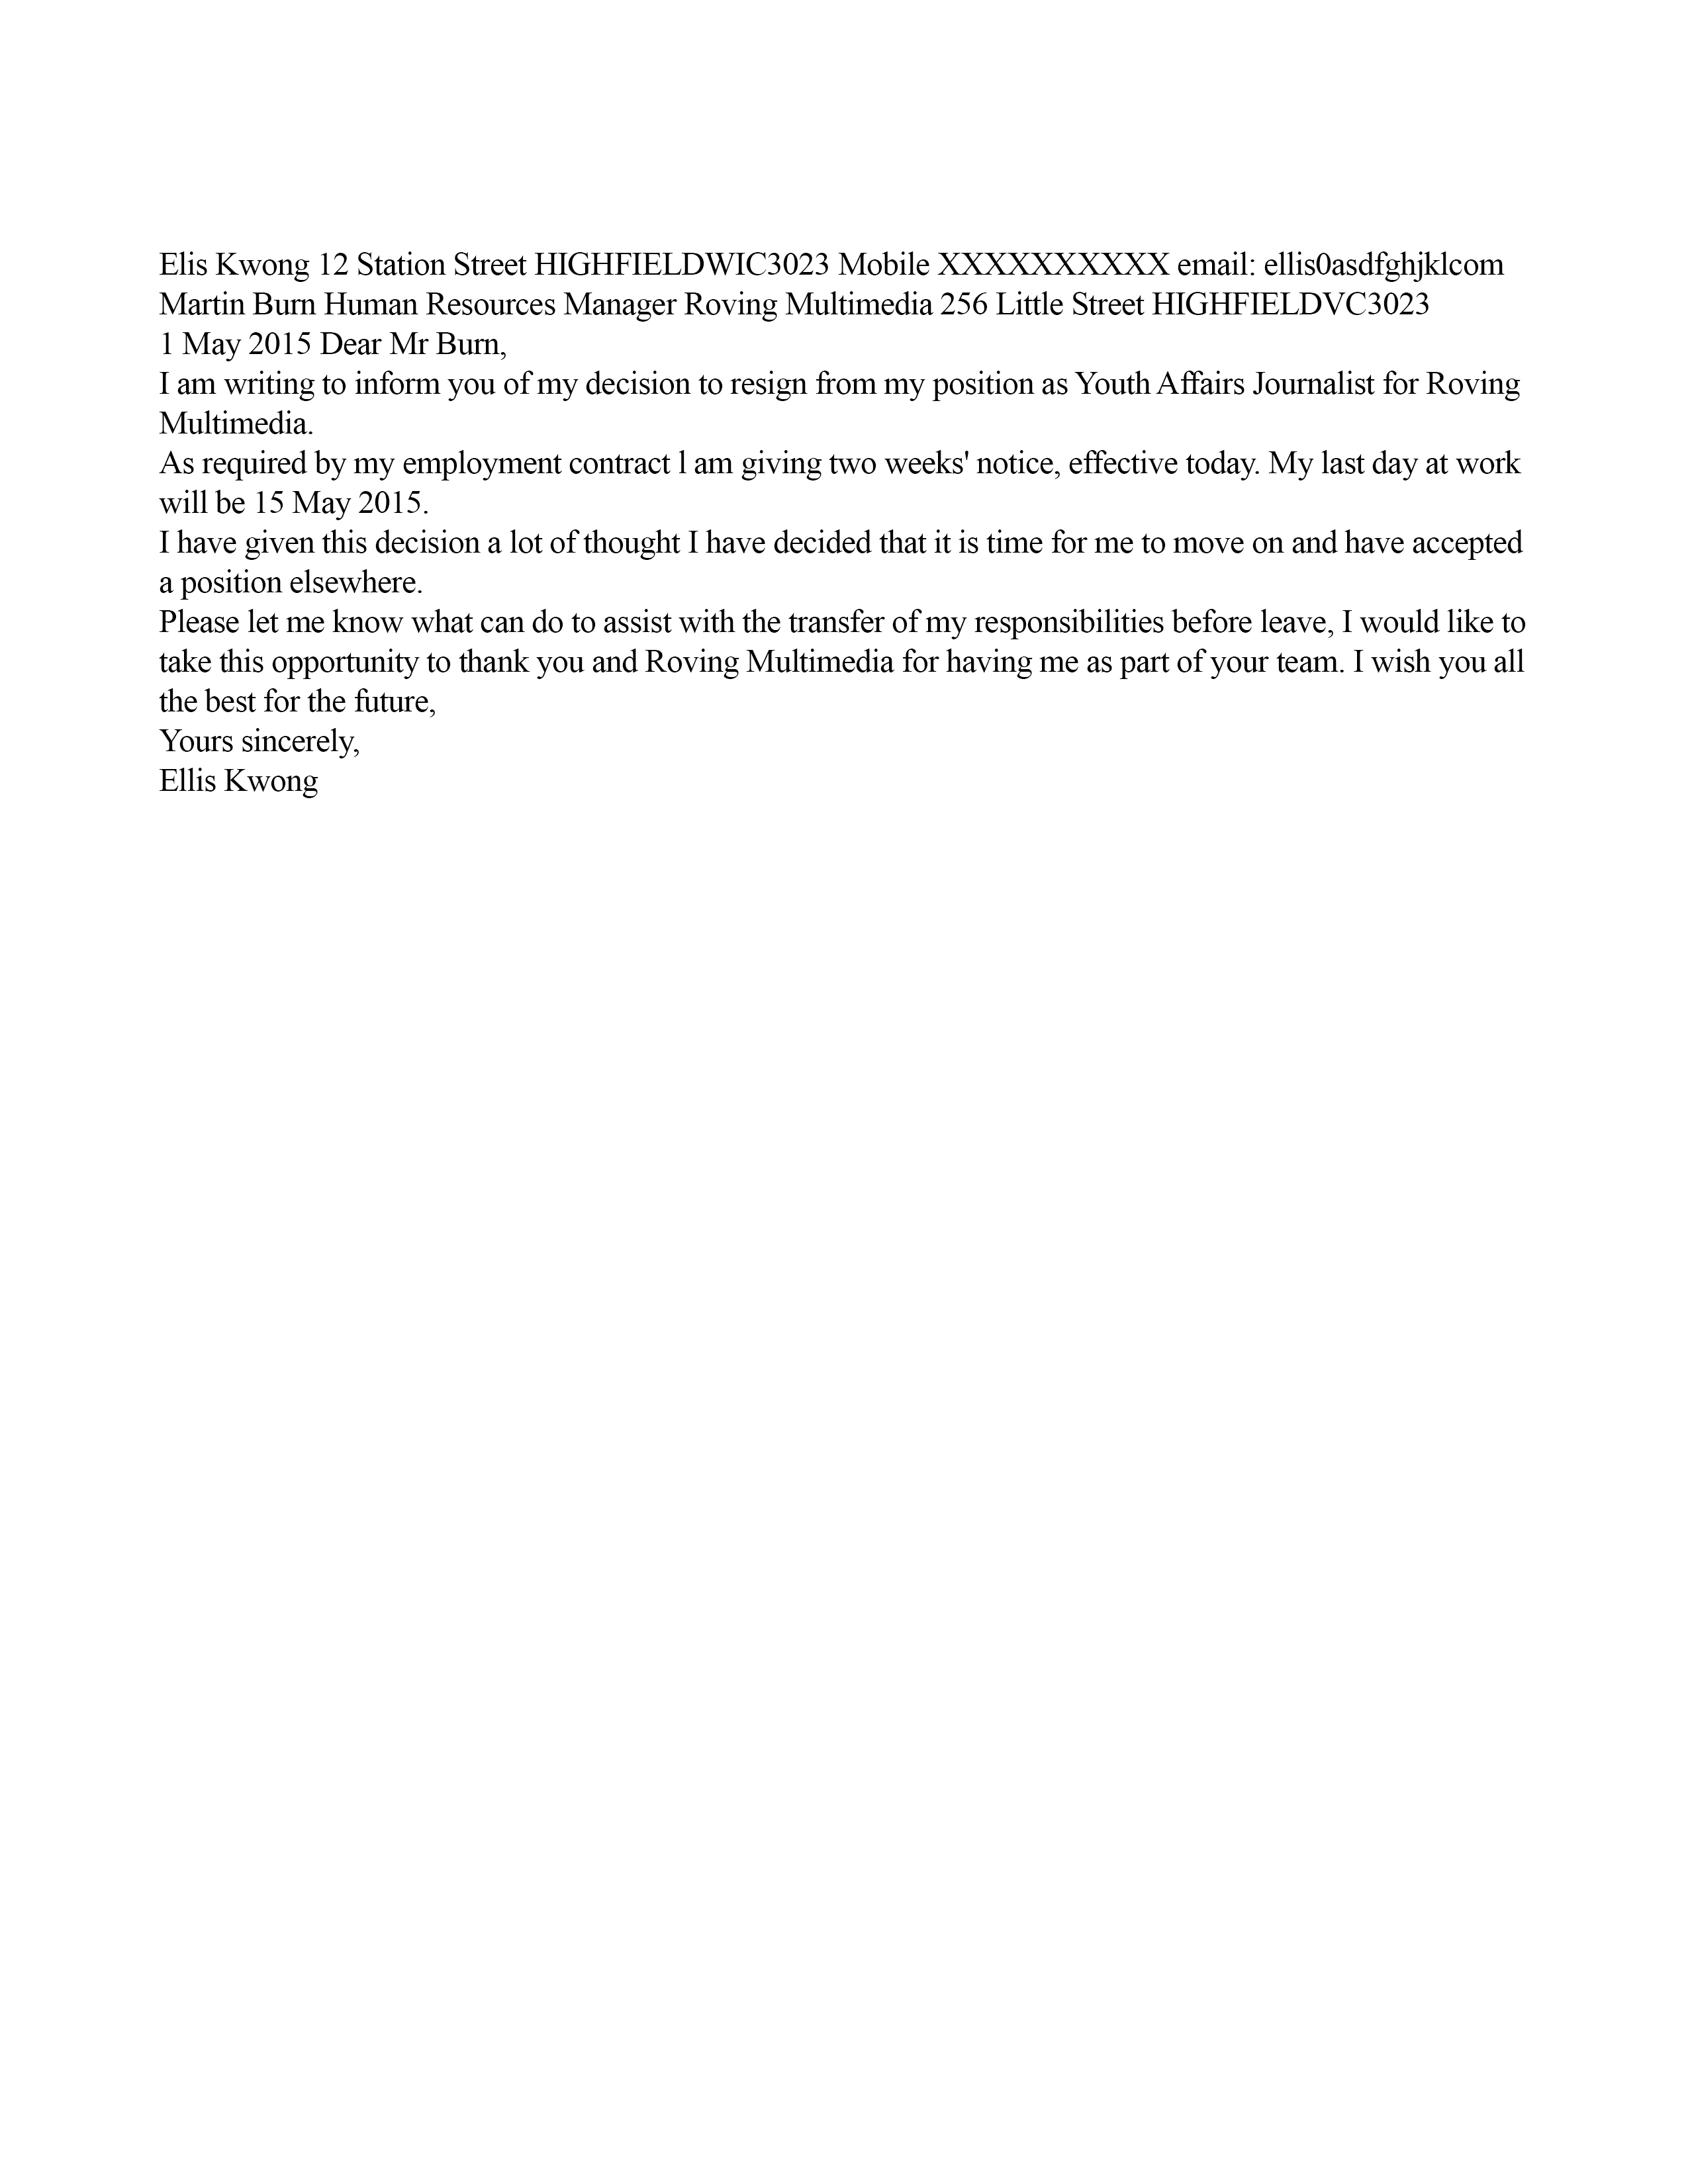 Elis Kwong 12 Station Street HIGHFIELDWIC3023 Mobile XXXXXXXXXX email: ellis0asdfghjklcom
Martin Burn Human Resources Manager Roving Multimedia 256 Little Street HIGHFIELDVC3023
1 May 2015 Dear Mr Burn,
I am writing to inform you of my decision to resign from my position as Youth Affairs Journalist for Roving
Multimedia.
As required by my employment contract l am giving two weeks' notice, effective today. My last day at work
will be 15 May 2015.
I have given this decision a lot of thought I have decided that it is time for me to move on and have accepted
a position elsewhere.
Please let me know what can do to assist with the transfer of my responsibilities before leave, I would like to
take this opportunity to thank you and Roving Multimedia for having me as part of your team. I wish you all
the best for the future,
Yours sincerely,
Ellis Kwong